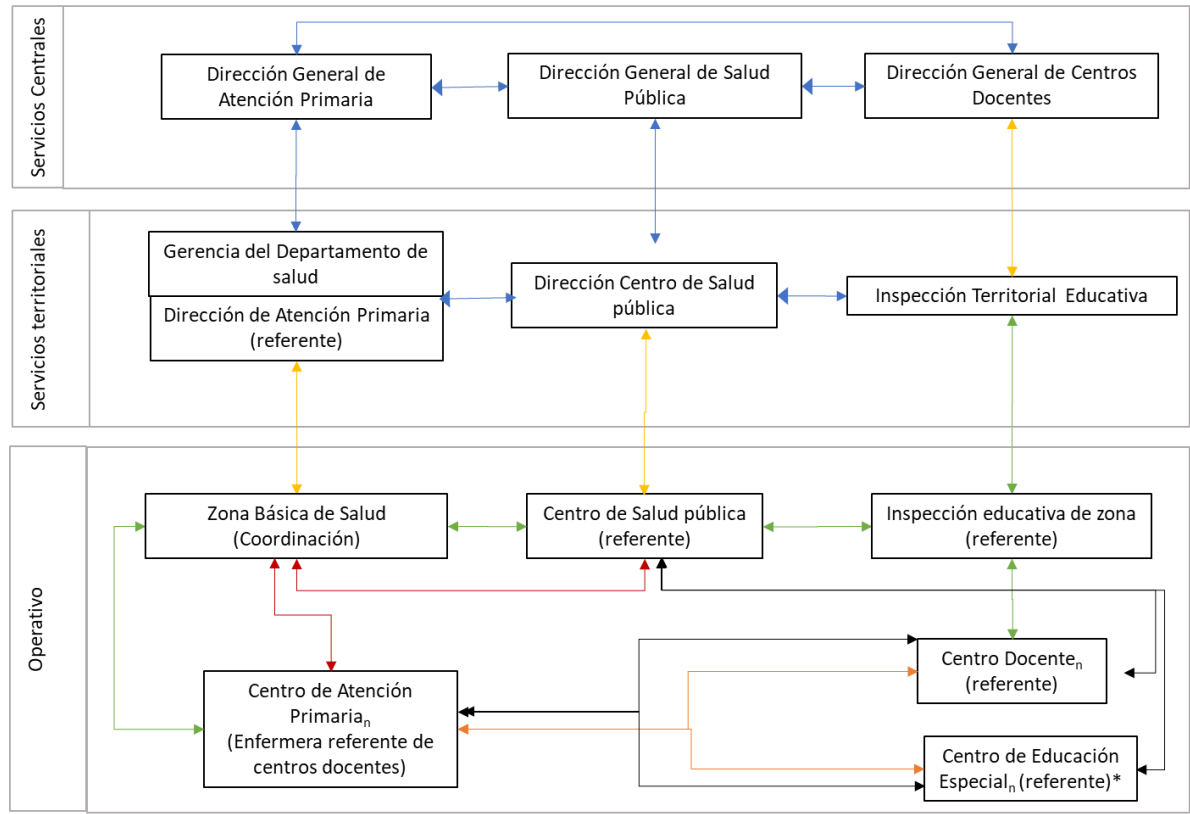 Servicios Centrales
Dirección General de
Atención Primaria
Dirección General de Salud
Pública
Dirección General de Centros
Docentes
Servicios territoriales
Gerencia del Departamento de
salud
Dirección de Atención Primaria
(referente)
Dirección Centro de Salud
pública
Inspección Territorial Educativa
Operativo
Zona Básica de Salud
(Coordinación)
Centro de Salud pública
(referente)
Inspección educativa de zona
(referente)
Centro de Atención
Primarian
(Enfermera referente de
centros docentes)
Centro Docenten
(referente)
Centro de Educación
Especialn (referente)*